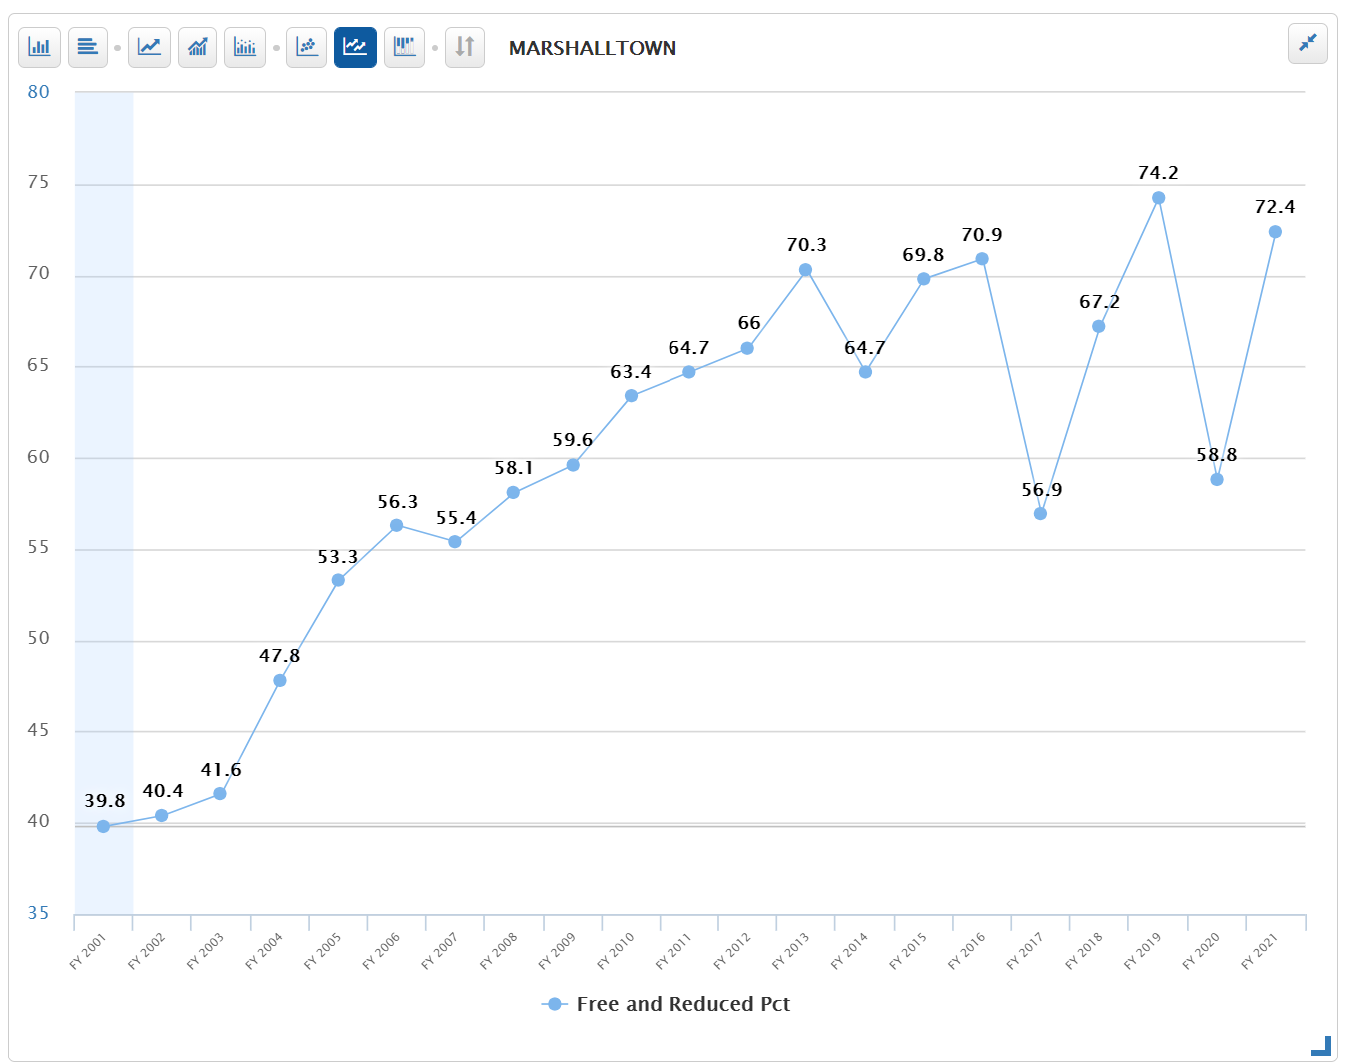 MARSHALLTOWN
80
75
70
65
60
55
50
45
40
35
39.8
40.4
41.6
47.8
53.3
56.3
55.4
58.1
59.6
63.4
64.7
66
70.3
64.7
69.8
70.9
56.9
67.2
74.2
58.8
72.4
FY 2001
FY 2002
FY 2003
FY 2004
FY 2005
FY 2006
FY 2007
FY 2008
FY 2009
FY 2010
FY 2011
FY 2012
FY 2013
FY 2014
FY 2015
FY 2016
FY 2017
FY 2018
FY 2019
FY 2020
FY 2021
Free and Reduced Pct